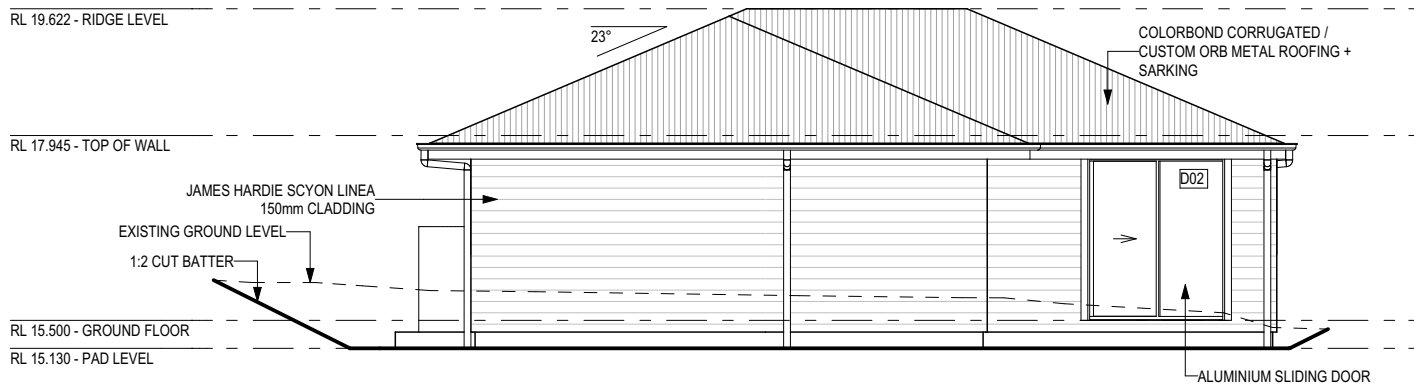 RL 19.622 - RIDGE LEVEL
23°
COLORBOND CORRUGATED /
CUSTOM ORB METAL ROOFING +
SARKING
RL 17.945 - TOP OF WALL
D02
JAMES HARDIE SCYON LINEA
150mm CLADDING
EXISTING GROUND LEVEL
1:2 CUT BATTER
RL 15.500 - GROUND FLOOR
RL 15.130 - PAD LEVEL
ALUMINIUM SLIDING DOOR